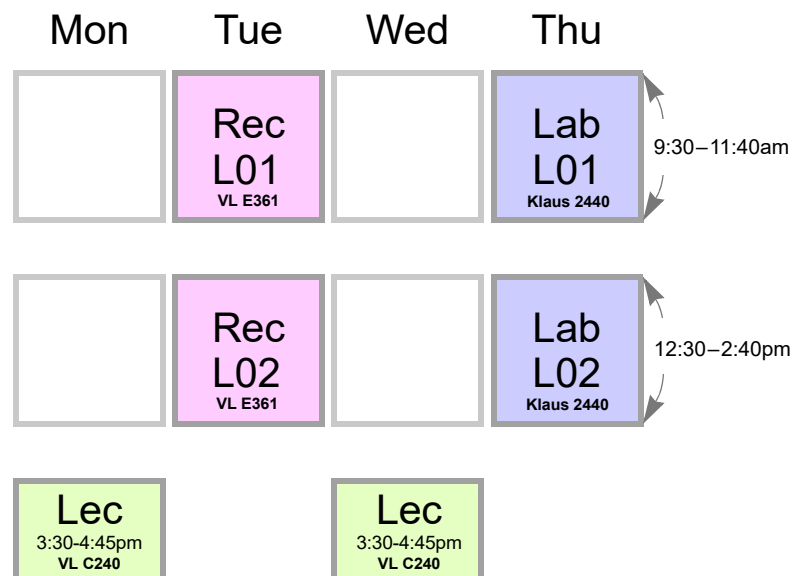 Mon Tue Wed Thu
Rec
L01
VL E361
Lab
L01
Klaus 2440
9:30–11:40am
Rec
L02
VL E361
Lab
L02
Klaus 2440
12:30–2:40pm
Lec
3:30-4:45pm
VL C240
Lec
3:30-4:45pm
VL C240